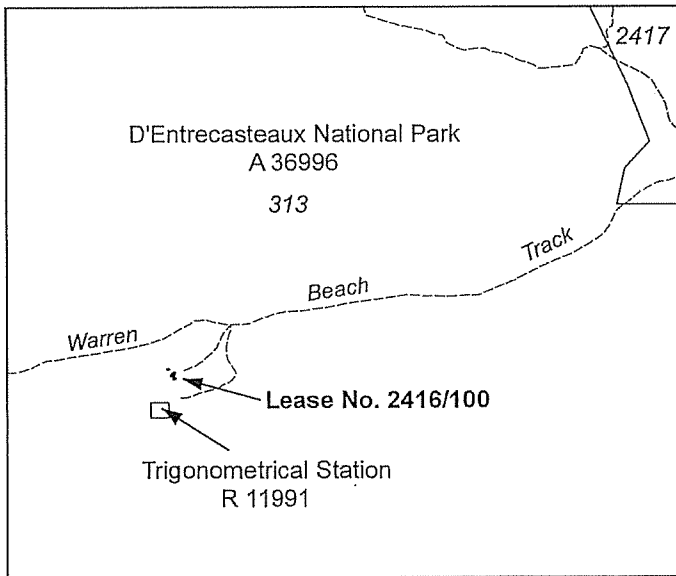 2417
D'Entrecasteaux National Park
A 36996
313
Warren Beach Track
Lease No. 2416/100
Trigonometrical Station
R 11991